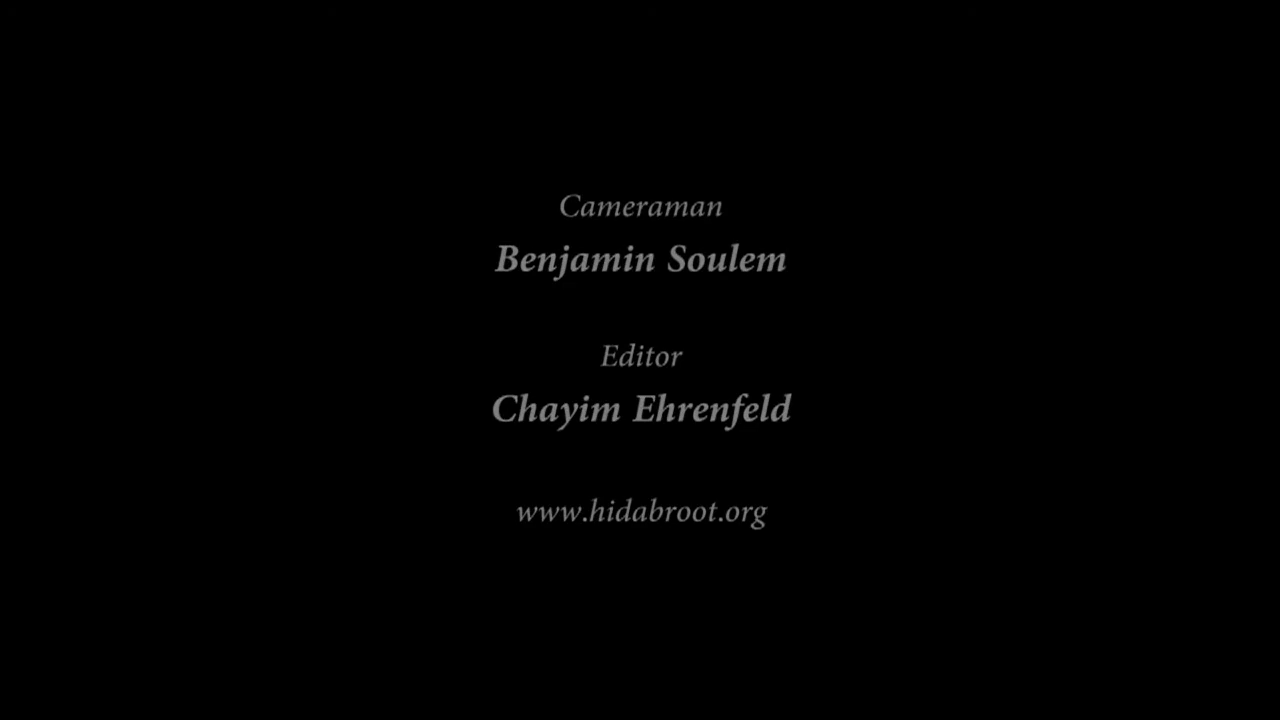 Cameraman
Benjamin Soulem
Editor
Chayim Ehrenfeld
www.hidabroot.org